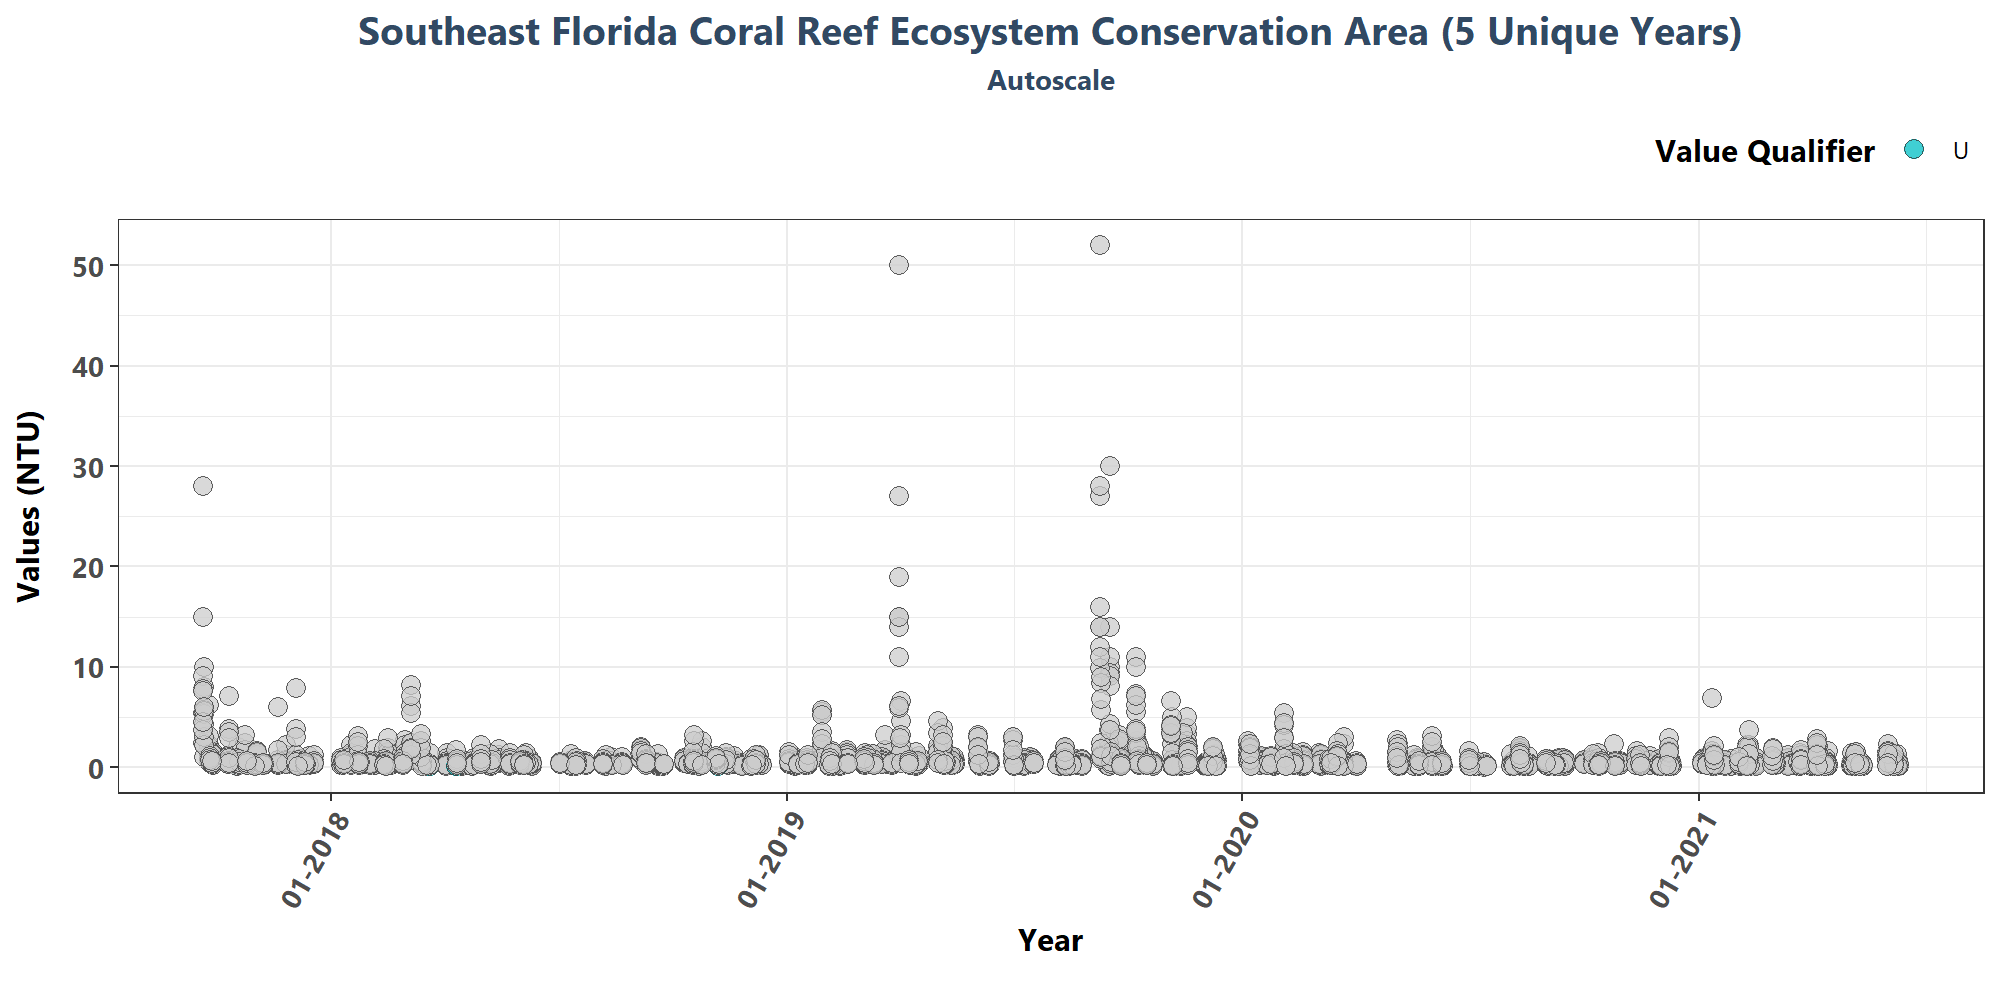 Southeast Florida Coral Reef Ecosystem Conservation Area (5 Unique Years)
Autoscale
Value Qualifier U
Values (NTU)
50
40
30
20
10
0
01-2018 01-2019 01-2020 01-2021
Year